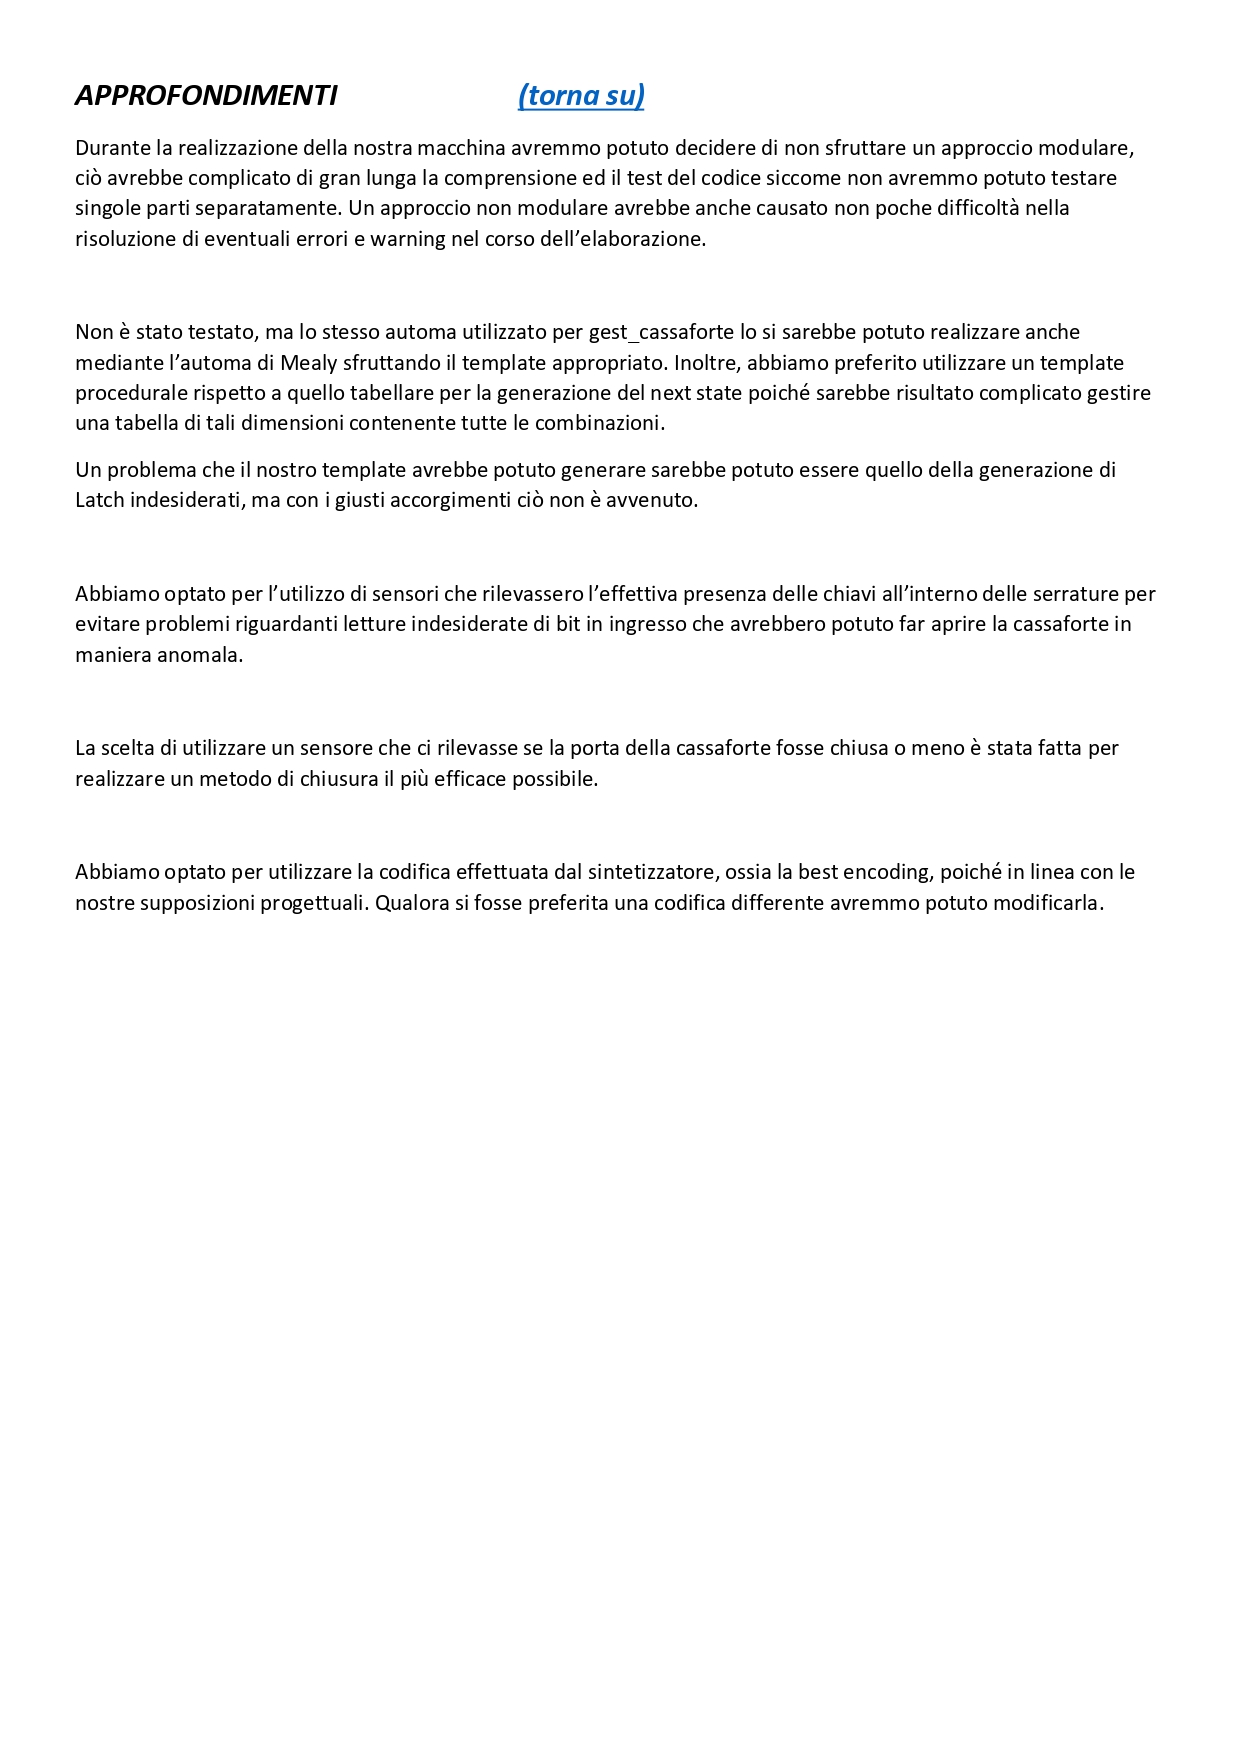 APPROFONDIMENTI (torna su)
Durante la realizzazione della nostra macchina avremmo potuto decidere di non sfruttare un approccio modulare,
ciò avrebbe complicato di gran lunga la comprensione ed il test del codice siccome non avremmo potuto testare
singole parti separatamente. Un approccio non modulare avrebbe anche causato non poche difficoltà nella
risoluzione di eventuali errori e warning nel corso dell’elaborazione.
Non è stato testato, ma lo stesso automa utilizzato per gest_cassaforte lo si sarebbe potuto realizzare anche
mediante l’automa di Mealy sfruttando il template appropriato. Inoltre, abbiamo preferito utilizzare un template
procedurale rispetto a quello tabellare per la generazione del next state poiché sarebbe risultato complicato gestire
una tabella di tali dimensioni contenente tutte le combinazioni.
Un problema che il nostro template avrebbe potuto generare sarebbe potuto essere quello della generazione di
Latch indesiderati, ma con i giusti accorgimenti ciò non è avvenuto.
Abbiamo optato per l’utilizzo di sensori che rilevassero l’effettiva presenza delle chiavi all’interno delle serrature per
evitare problemi riguardanti letture indesiderate di bit in ingresso che avrebbero potuto far aprire la cassaforte in
maniera anomala.
La scelta di utilizzare un sensore che ci rilevasse se la porta della cassaforte fosse chiusa o meno è stata fatta per
realizzare un metodo di chiusura il più efficace possibile.
Abbiamo optato per utilizzare la codifica effettuata dal sintetizzatore, ossia la best encoding, poiché in linea con le
nostre supposizioni progettuali. Qualora si fosse preferita una codifica differente avremmo potuto modificarla.